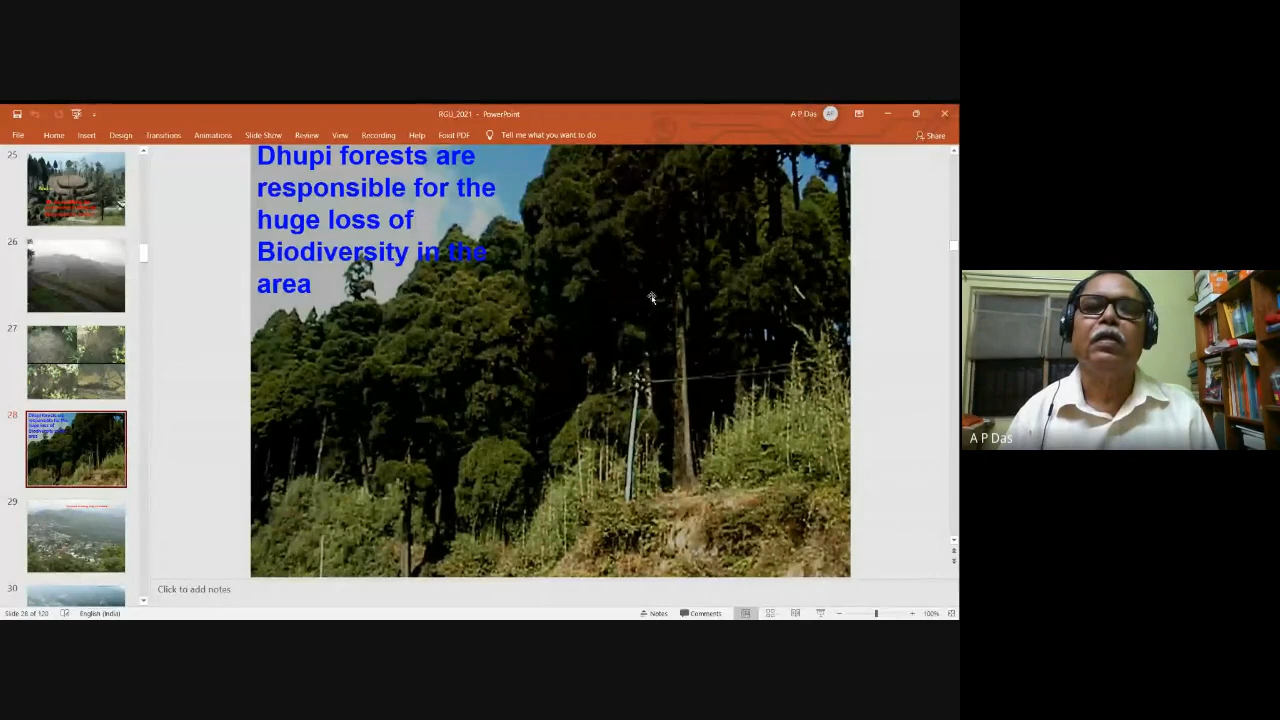 RGU_2021 - PowerPoint
A P Das
File Home Insert Design Transitions Animations Slide Show Review View Recording Help Foxit PDF Tell me what you want to do
Share
25
26
27
28
29
30
Dhupi forests are
responsible for the
huge loss of
Biodiversity in the
area
A P Das
Click to add notes
Slide 28 of 120 English (India)
Notes Comments 100%